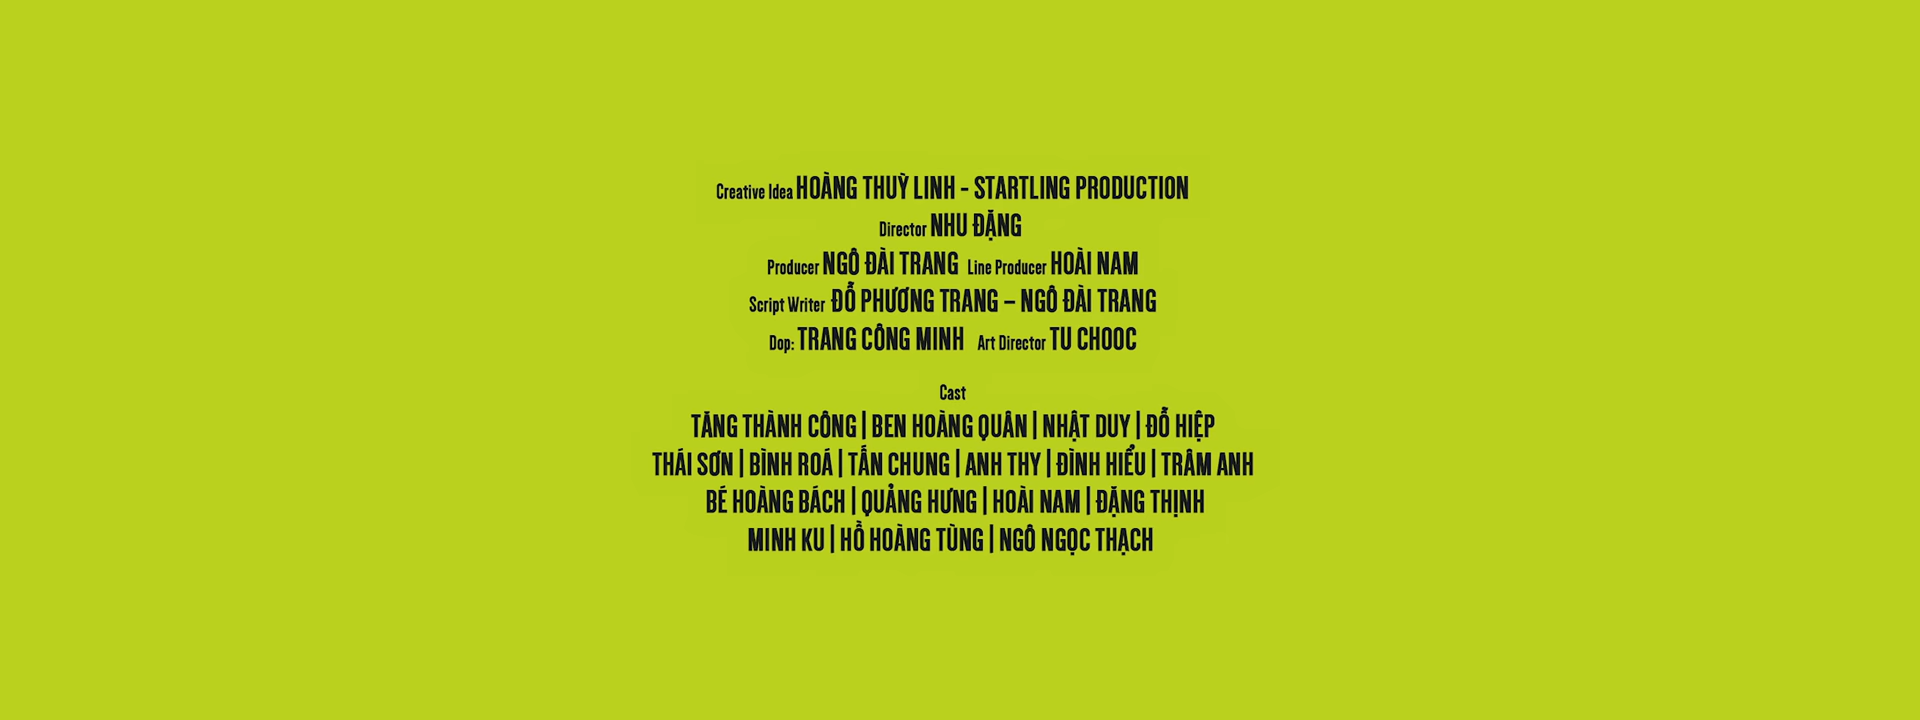 Creative Idea HOÀNG THUỲ LINH - STARTLING PRODUCTION
Director NHU ĐẶNG
Producer NGÔ ĐÀI TRANG Line Producer HOÀI NAM
Script Writer ĐỖ PHƯƠNG TRANG – NGÔ ĐÀI TRANG
Dop: TRANG CÔNG MINH Art Director TU CHOOC
Cast
TĂNG THÀNH CÔNG | BEN HOÀNG QUÂN | NHẬT DUY | ĐỖ HIỆP
THÁI SƠN | BÌNH ROÁ | TẤN CHUNG | ANH THY | ĐÌNH HIỂU | TRÂM ANH
BÉ HOÀNG BÁCH | QUẢNG HƯNG | HOÀI NAM | ĐẶNG THỊNH
MINH KU | HỒ HOÀNG TÙNG | NGÔ NGỌC THẠCH